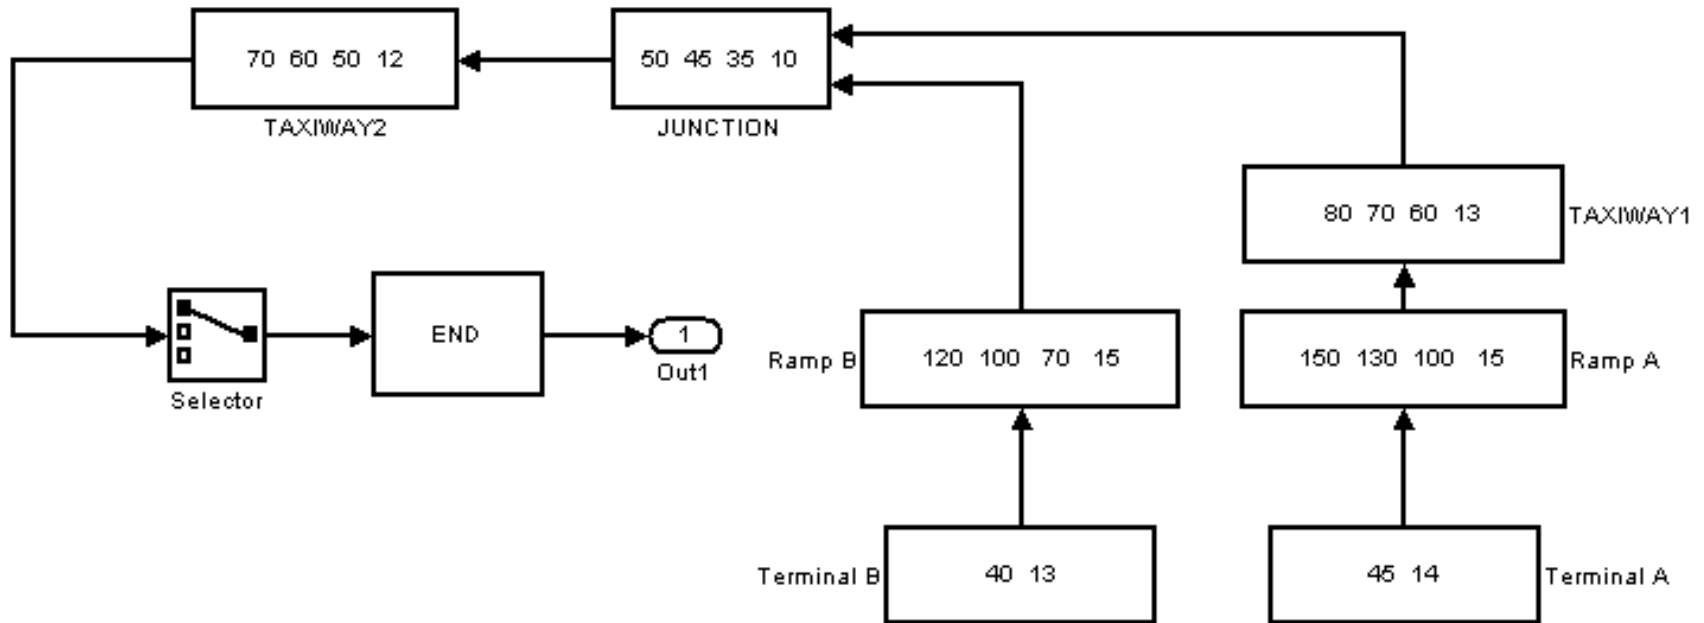 70 60 50 12
TAXIWAY2
50 45 35 10
JUNCTION
80 70 60 13
TAXIWAY1
Selector
END
1
Out1
Ramp B
120 100 70 15
150 130 100 15
Ramp A
Terminal B
40 13
45 14
Terminal A